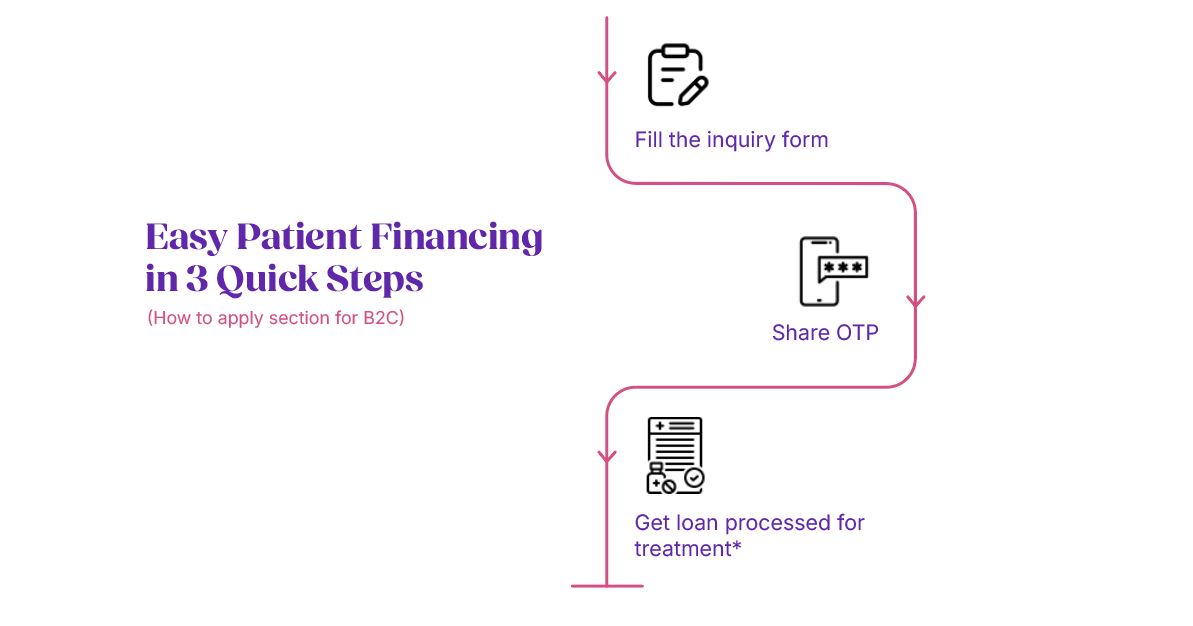 Easy Patient Financing
in 3 Quick Steps
(How to apply section for B2C)
Fill the inquiry form
***
Share OTP
Get loan processed for
treatment*